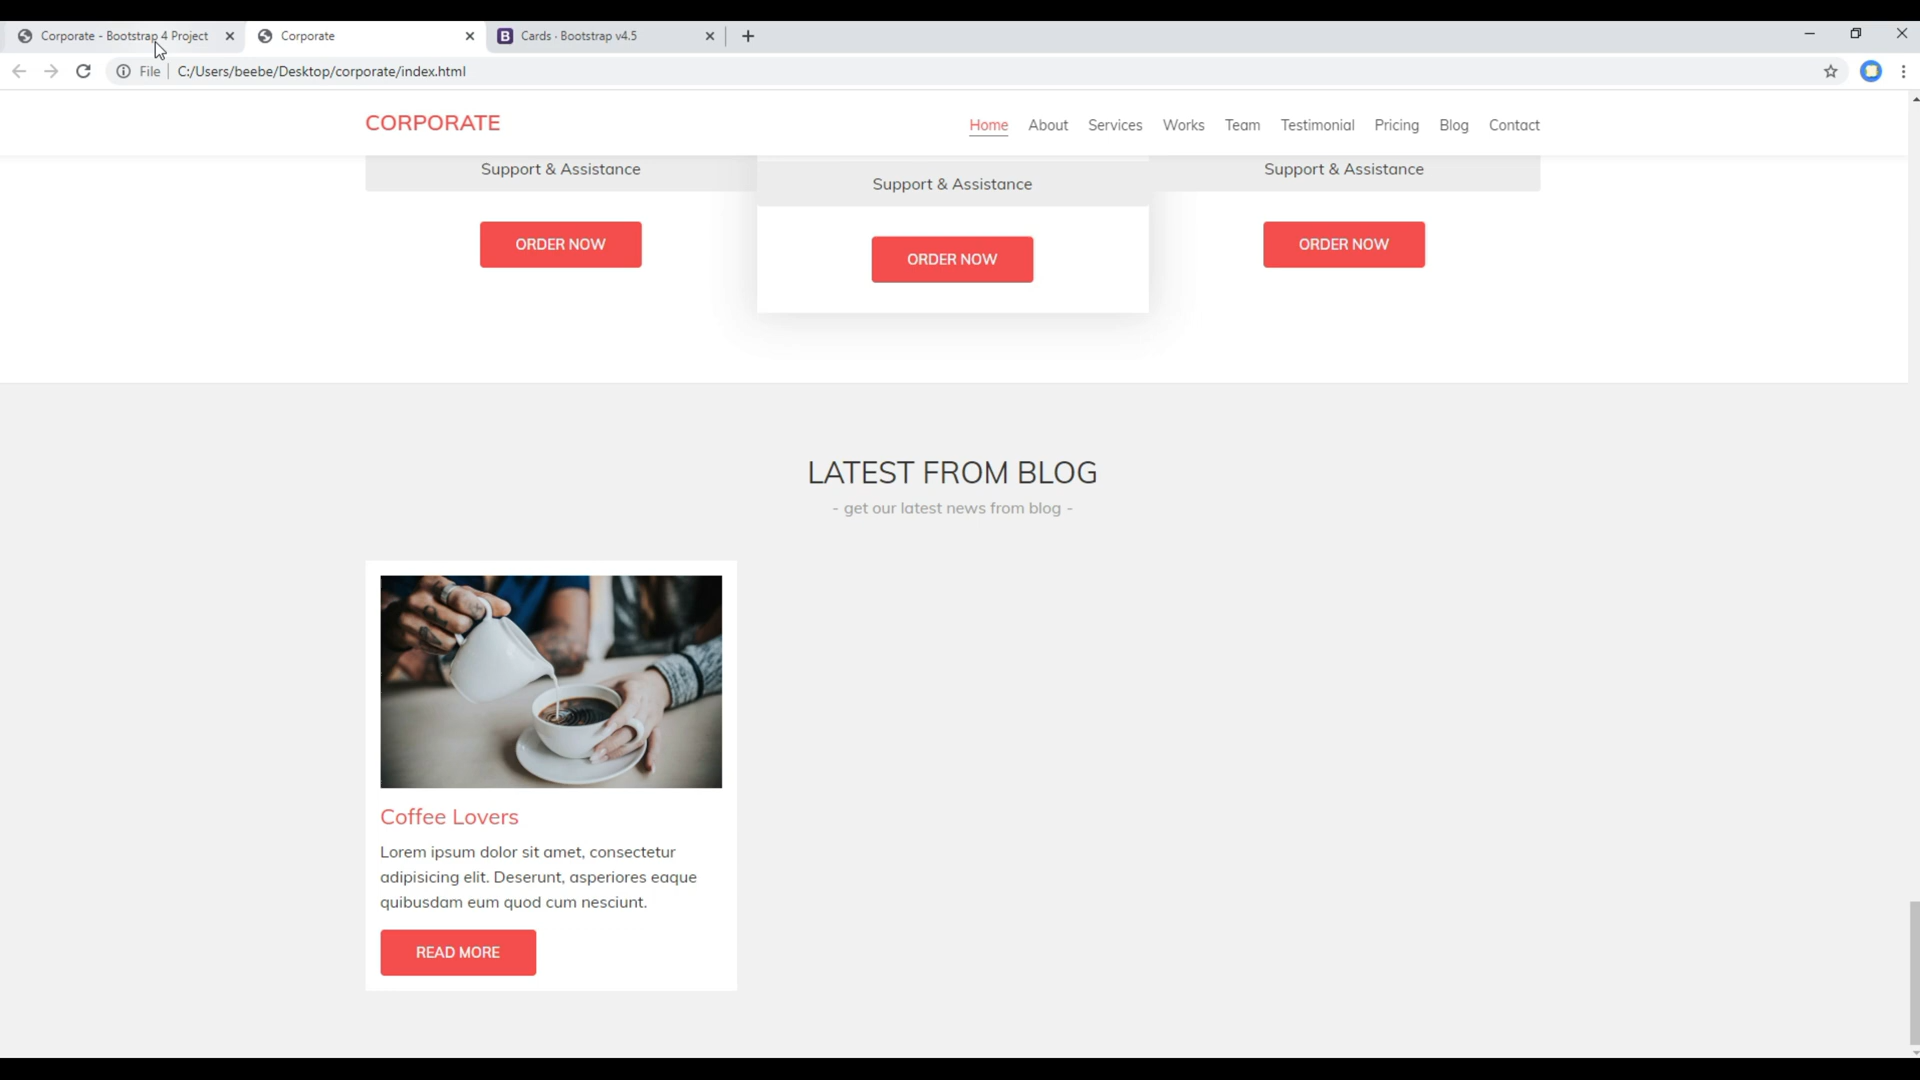 Corporate - Bootstrap 4 Project
Corporate
Cards · Bootstrap v4.5
File
C:/Users/beebe/Desktop/corporate/index.html
CORPORATE
Home About Services Works Team Testimonial Pricing Blog Contact
Support & Assistance
Support & Assistance
Support & Assistance
ORDER NOW
ORDER NOW
ORDER NOW
LATEST FROM BLOG
- get our latest news from blog -
Coffee Lovers
Lorem ipsum dolor sit amet, consectetur
adipisicing elit. Deserunt, asperiores eaque
quibusdam eum quod cum nesciunt.
READ MORE